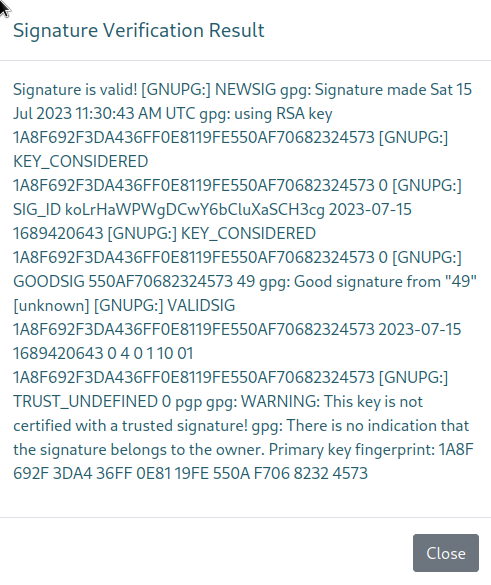 Signature Verification Result
Signature is valid! [GNUPG:] NEWSIG gpg: Signature made Sat 15
Jul 2023 11:30:43 AM UTC gpg: using RSA key
1A8F692F3DA436FF0E8119FE550AF70682324573 [GNUPG:]
KEY_CONSIDERED
1A8F692F3DA436FF0E8119FE550AF70682324573 0 [GNUPG:]
SIG_ID koLrHaWPWgDCwY6bCluXaSCH3cg 2023-07-15
1689420643 [GNUPG:] KEY_CONSIDERED
1A8F692F3DA436FF0E8119FE550AF70682324573 0 [GNUPG:]
GOODSIG 550AF70682324573 49 gpg: Good signature from "49"
[unknown] [GNUPG:] VALIDSIG
1A8F692F3DA436FF0E8119FE550AF70682324573 2023-07-15
1689420643 0 4 0 1 10 01
1A8F692F3DA436FF0E8119FE550AF70682324573 [GNUPG:]
TRUST_UNDEFINED 0 pgp gpg: WARNING: This key is not
certified with a trusted signature! gpg: There is no indication that
the signature belongs to the owner. Primary key fingerprint: 1A8F
692F 3DA4 36FF 0E81 19FE 550A F706 8232 4573
Close